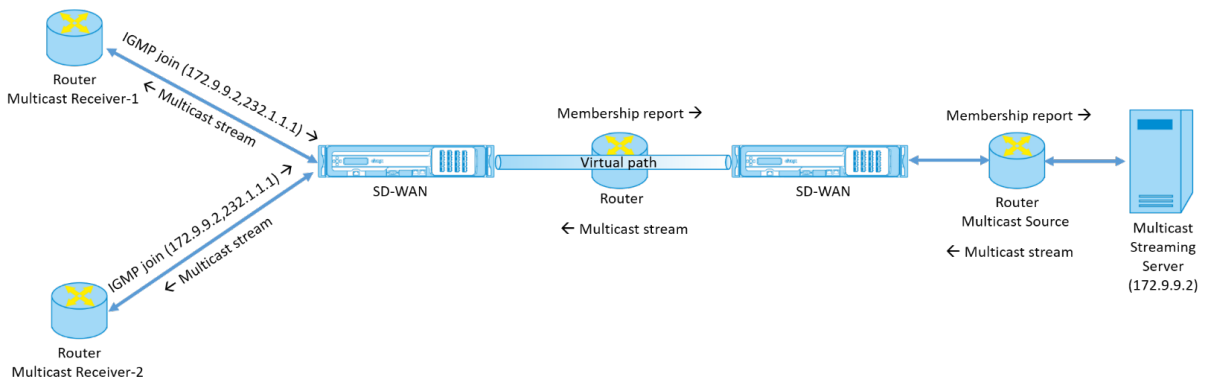 Router
Multicast Receiver-1
IGMP join (172.9.9.2,232.1.1.1) →
← Multicast stream
IGMP join (172.9.9.2,232.1.1.1) →
← Multicast stream
Router
Multicast Receiver-2
SD-WAN
Membership report →
Virtual path
Router
← Multicast stream
SD-WAN
Membership report →
Router
Multicast Source
← Multicast stream
Multicast
Streaming
Server
(172.9.9.2)